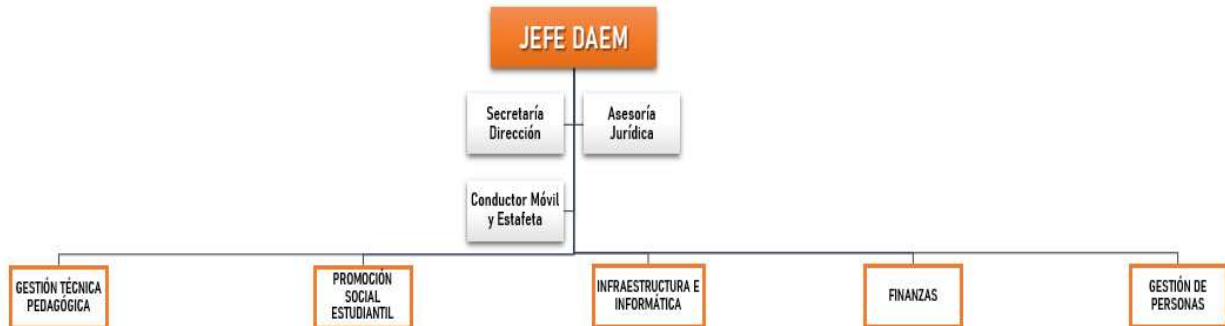 JEFE DAEM
Secretaría
Dirección
Asesoría
Jurídica
Conductor Móvil
y Estafeta
GESTIÓN TÉCNICA
PEDAGÓGICA
PROMOCIÓN
SOCIAL
ESTUDIANTIL
INFRAESTRUCTURA E
INFORMÁTICA
FINANZAS
GESTIÓN DE
PERSONAS